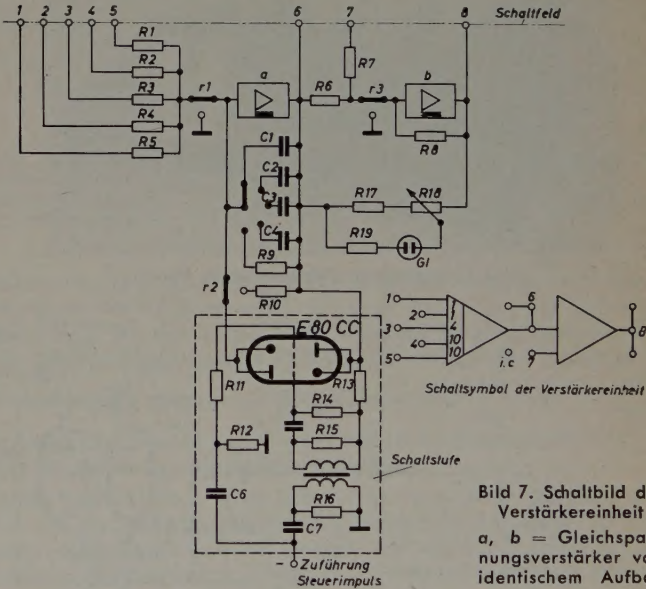 1 2 3 4 5 6 7 8 Schaltfeld
R1
R2
R3
R4
R5
r1
a
R6
R7
r3
b
R8
C1
C2
C3
C4
R9
R10
r2
R17
R18
R19
Gl
E80 CC
R11
R13
R14
R12
R15
R16
C6
C7
Schaltstufe
– Zuführung
Steuerimpuls
1
2
3
4
5
1
1
4
10
10
6
i.c
7
8
Schaltsymbol der Verstärkereinheit
Bild 7. Schaltbild d
Verstärkereinheit
a, b = Gleichspa
nungsverstärker vo
identischem Aufba